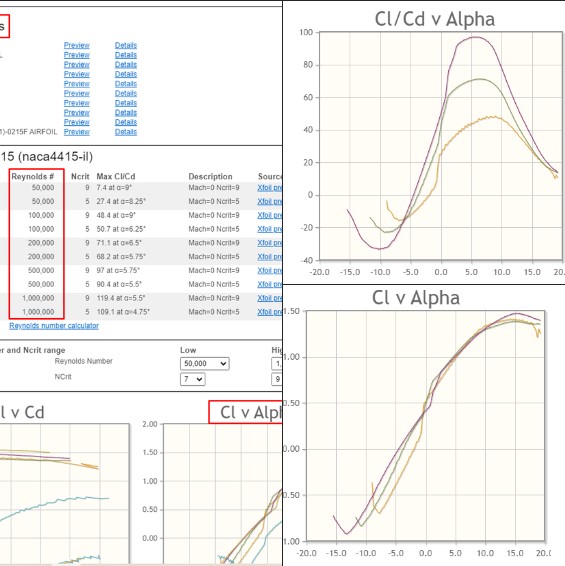 s
Preview Details
Preview Details
Preview Details
Preview Details
Preview Details
Preview Details
Preview Details
Preview Details
Preview Details
1)-0215F AIRFOIL Preview Details
15 (naca4415-il)
Reynolds # Ncrit Max Cl/Cd Description Source
50,000 9 7.4 at α=9° Mach=0 Ncrit=9 Xfoil pre
50,000 5 27.4 at α=8.25° Mach=0 Ncrit=5 Xfoil pre
100,000 9 48.4 at α=9° Mach=0 Ncrit=9 Xfoil pre
100,000 5 50.7 at α=6.25° Mach=0 Ncrit=5 Xfoil pre
200,000 9 71.1 at α=6.5° Mach=0 Ncrit=9 Xfoil pre
200,000 5 68.2 at α=5.75° Mach=0 Ncrit=5 Xfoil pre
500,000 9 97 at α=5.75° Mach=0 Ncrit=9 Xfoil pre
500,000 5 90.4 at α=5.5° Mach=0 Ncrit=5 Xfoil pre
1,000,000 9 119.4 at α=5.5° Mach=0 Ncrit=9 Xfoil pre
1,000,000 5 109.1 at α=4.75° Mach=0 Ncrit=5 Xfoil pre
Reynolds number calculator
er and Ncrit range Low Hig
Reynolds Number 50,000 1,
NCrit 7 9
l v Cd
Cl v Alph
2.00
1.50
1.00
0.50
0.00
Cl/Cd v Alpha
100
80
60
40
20
0
-20
-40
-20.0 -15.0 -10.0 -5.0 0.0 5.0 10.0 15.0 20.
Cl v Alpha
1.50
1.00
0.50
0.00
0.50
1.00
-20.0 -15.0 -10.0 -5.0 0.0 5.0 10.0 15.0 20.0